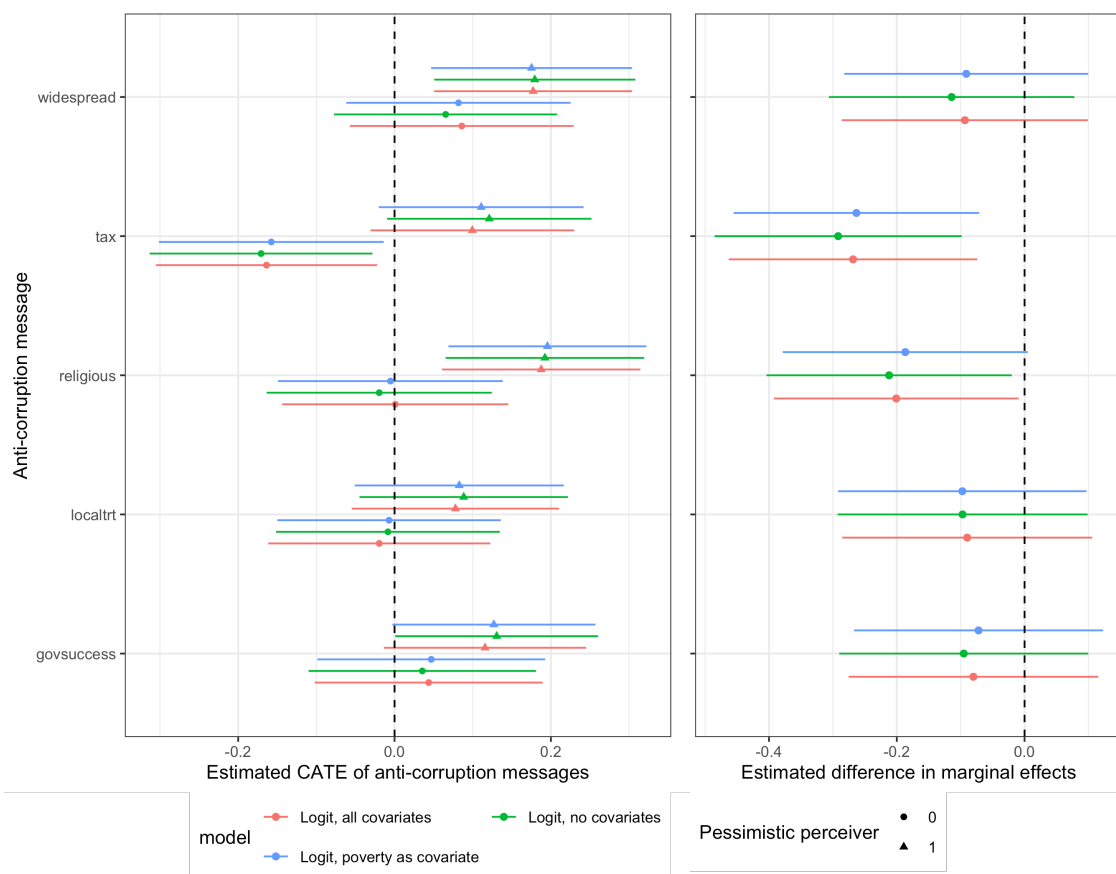 Anti-corruption message
widespread
tax
religious
localtrt
govsuccess
-0.2 0.0 0.2
Estimated CATE of anti-corruption messages
-0.4 -0.2 0.0
Estimated difference in marginal effects
model
Logit, all covariates
Logit, no covariates
Logit, poverty as covariate
Pessimistic perceiver
0
1